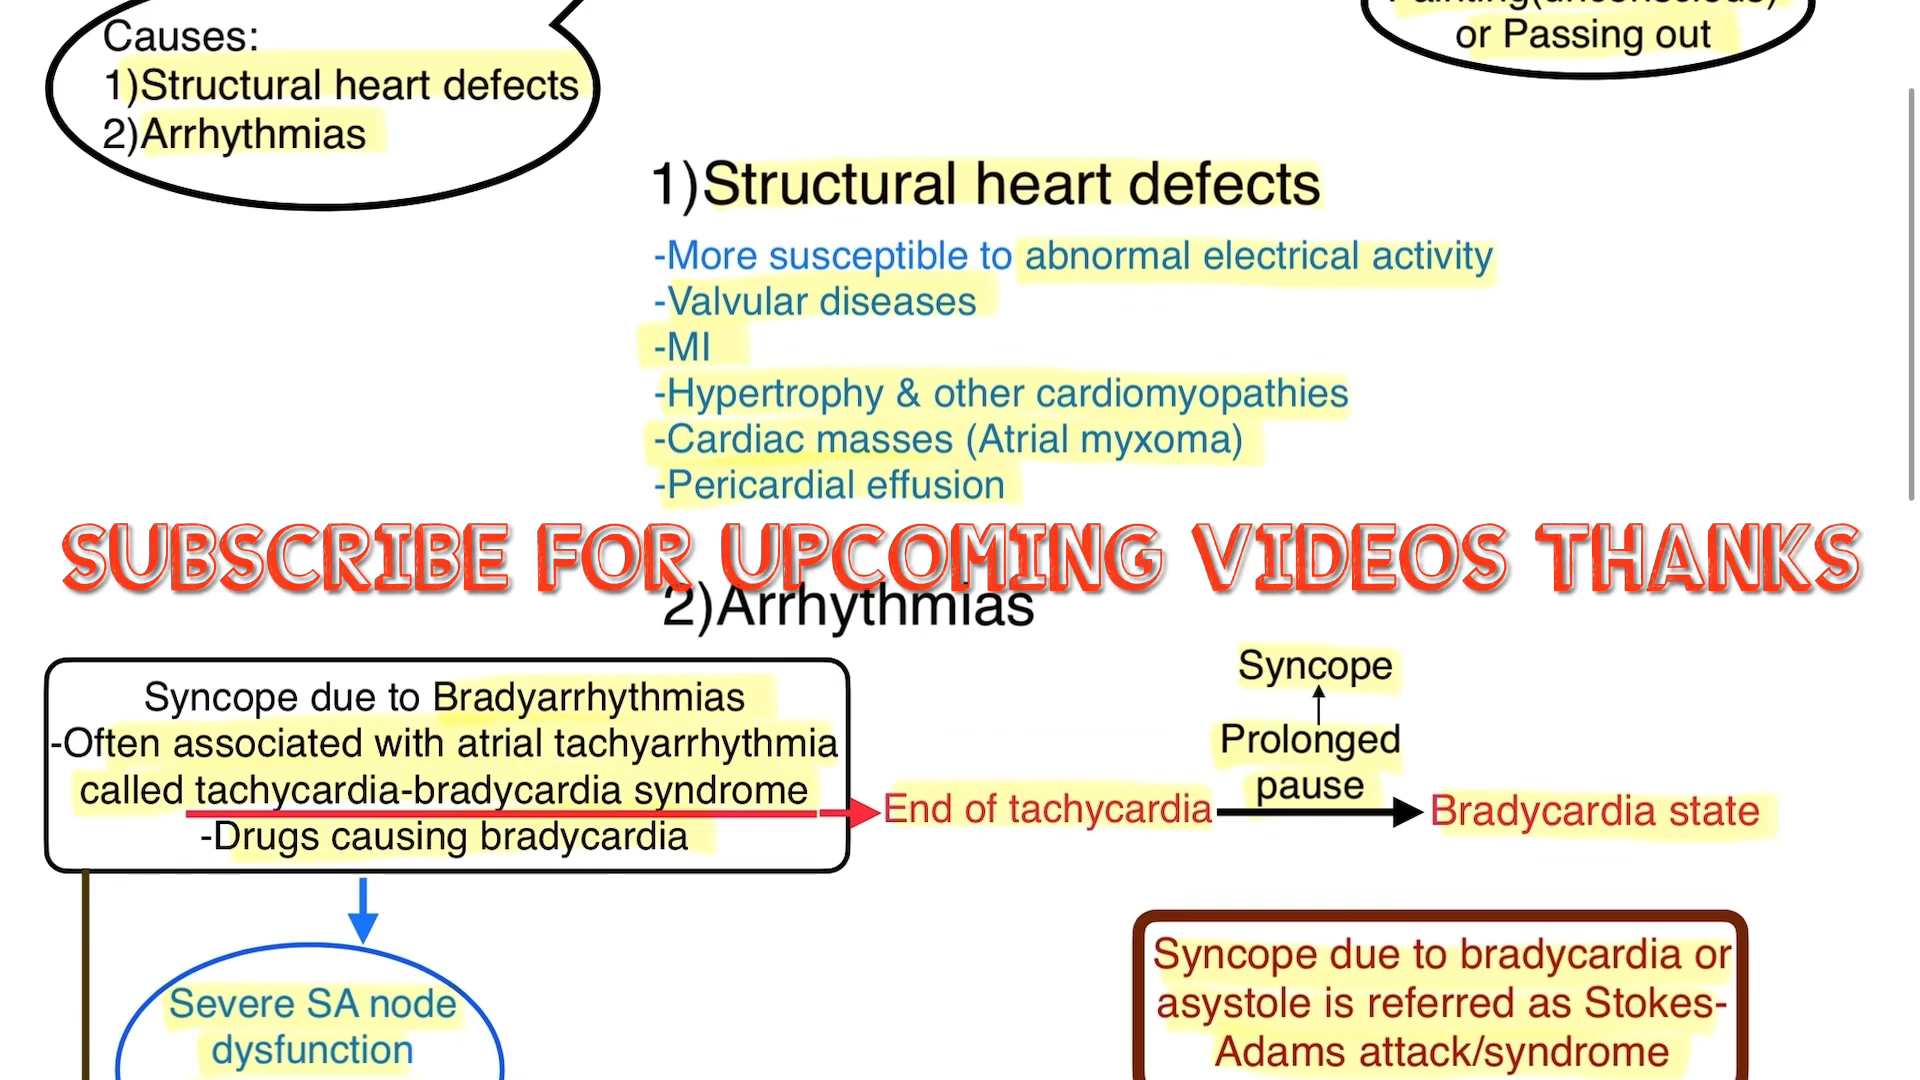 Causes:
1)Structural heart defects
2)Arrhythmias
or Passing out
1)Structural heart defects
-More susceptible to abnormal electrical activity
-Valvular diseases
-MI
-Hypertrophy & other cardiomyopathies
-Cardiac masses (Atrial myxoma)
-Pericardial effusion
SUBSCRIBE FOR UPCOMING VIDEOS THANKS
2)Arrhythmias
Syncope due to Bradyarrhythmias
-Often associated with atrial tachyarrhythmia
called tachycardia-bradycardia syndrome
-Drugs causing bradycardia
Syncope
Prolonged
pause
End of tachycardia
Bradycardia state
Severe SA node
dysfunction
Syncope due to bradycardia or
asystole is referred as Stokes-
Adams attack/syndrome